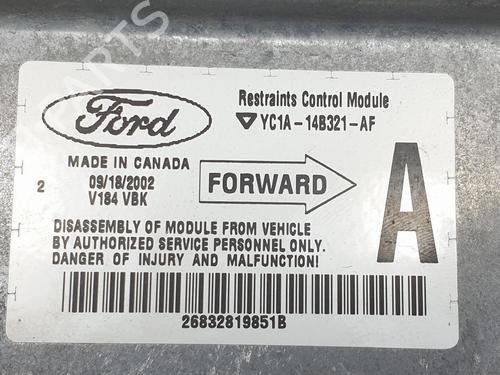 Ford
Restraints Control Module
YC1A-14B321-AF
MADE IN CANADA
2
09/18/2002
V184 VBK
FORWARD
A
DISASSEMBLY OF MODULE FROM VEHICLE
BY AUTHORIZED SERVICE PERSONNEL ONLY.
DANGER OF INJURY AND MALFUNCTION!
26832819851B